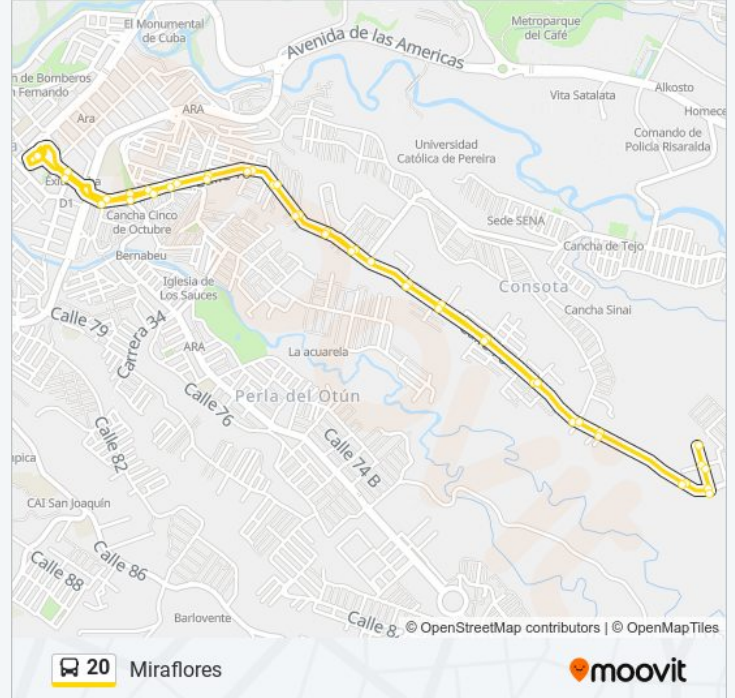 El Monumental
de Cuba
Metroparque
del Café
Avenida de las Americas
n de Bomberos
n Fernando
ARA
Ara
Vita Satalata
Alkosto
Homece
Comando de
Policía Risaralda
Universidad
Católica de Pereira
D1
Cancha Cinco
de Octubre
Sede SENA
Cancha de Tejo
Bernabeu
Iglesia de
Los Sauces
Consota
Cancha Sinai
Calle 79
Carrera 34
ARA
La acuarela
Perla del Otún
Calle 76
Calle 82
Calle 74 B
ipica
CAI San Joaquín
Calle 86
Calle 88
Barlovente
Calle 8
© OpenStreetMap contributors | © OpenMapTiles
20 Miraflores
moovit